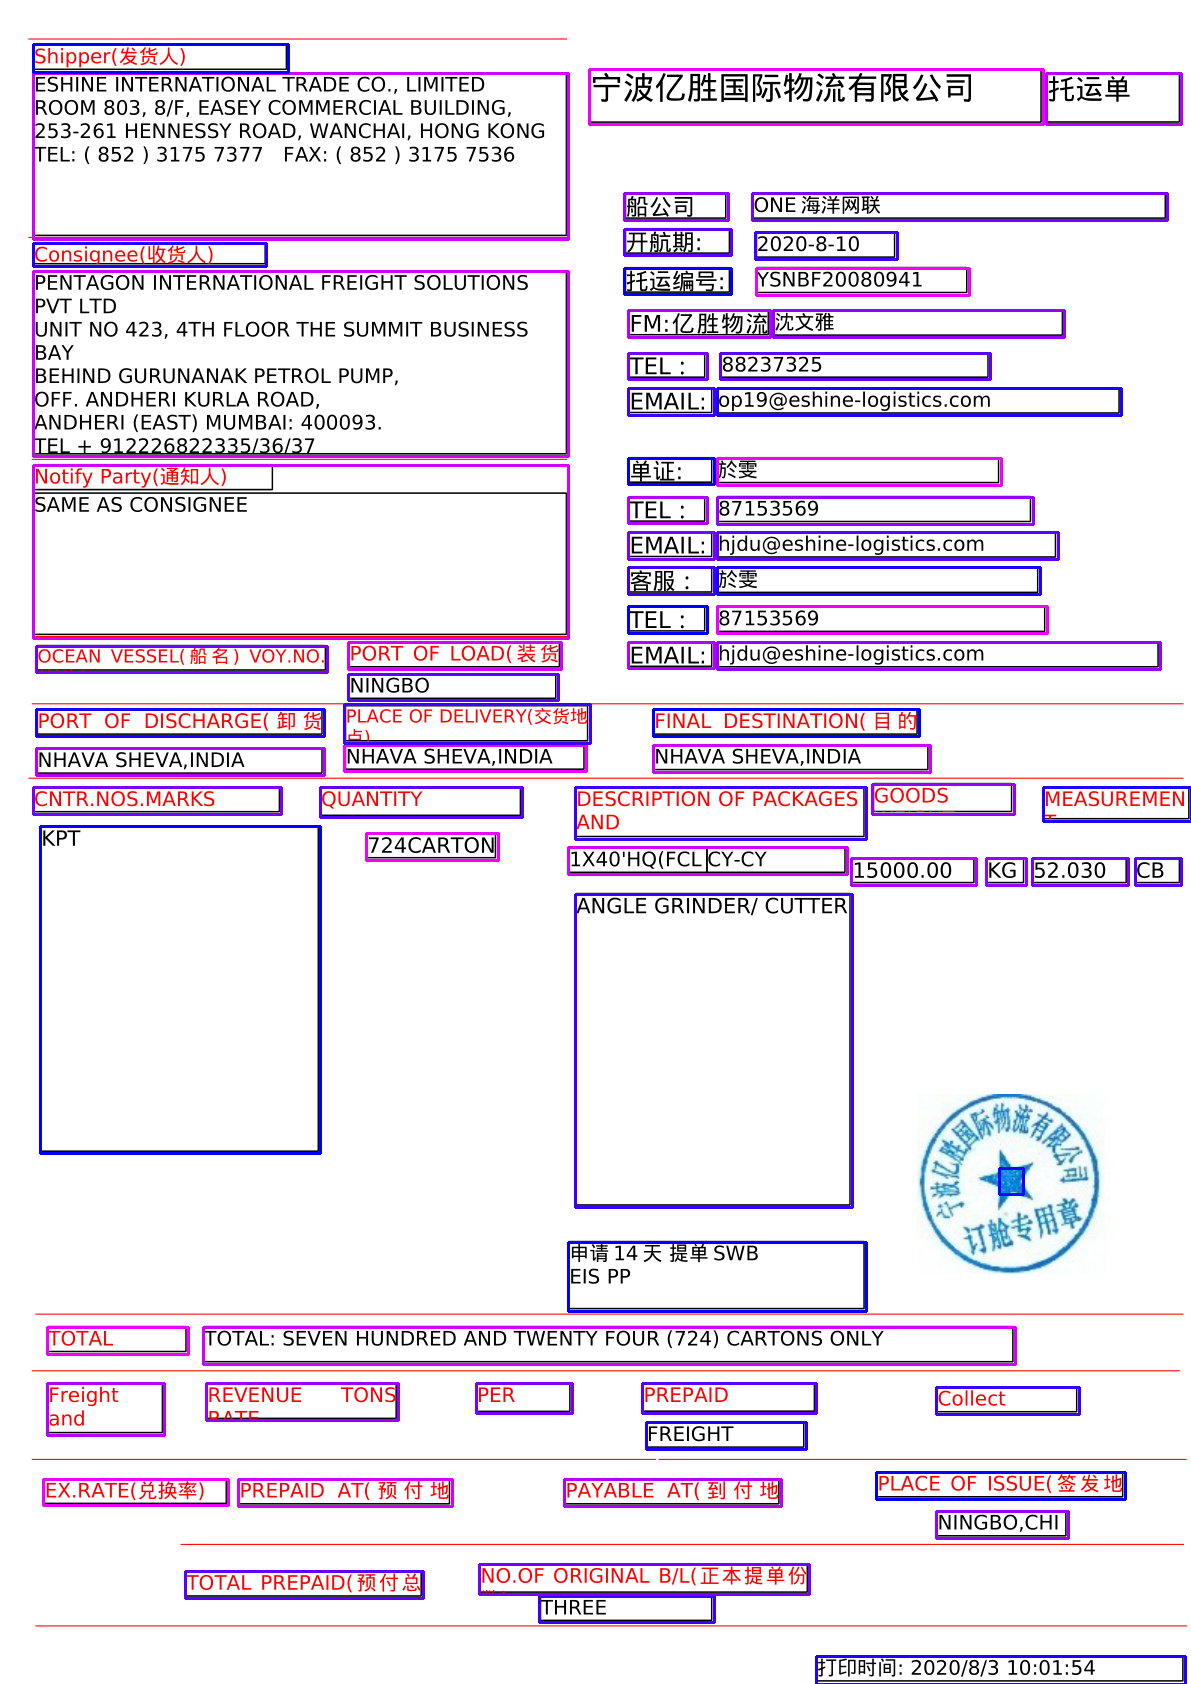 Shipper(发货人)
ESHINE INTERNATIONAL TRADE CO., LIMITED
ROOM 803, 8/F, EASEY COMMERCIAL BUILDING,
253-261 HENNESSY ROAD, WANCHAI, HONG KONG
TEL: ( 852 ) 3175 7377 FAX: ( 852 ) 3175 7536
宁波亿胜国际物流有限公司 托运单
船公司 ONE 海洋网联
开航期: 2020-8-10
托运编号: YSNBF20080941
FM:亿胜物流 沈文雅
TEL : 88237325
EMAIL: op19@eshine-logistics.com
单证: 於雯
TEL : 87153569
EMAIL: hjdu@eshine-logistics.com
客服 : 於雯
TEL : 87153569
EMAIL: hjdu@eshine-logistics.com
Consignee(收货人)
PENTAGON INTERNATIONAL FREIGHT SOLUTIONS
PVT LTD
UNIT NO 423, 4TH FLOOR THE SUMMIT BUSINESS
BAY
BEHIND GURUNANAK PETROL PUMP,
OFF. ANDHERI KURLA ROAD,
ANDHERI (EAST) MUMBAI: 400093.
TEL + 912226822335/36/37
Notify Party(通知人)
SAME AS CONSIGNEE
OCEAN VESSEL(船名) VOY.NO. PORT OF LOAD(装货
NINGBO
PORT OF DISCHARGE(卸货 PLACE OF DELIVERY(交货地
点) FINAL DESTINATION(目的
NHAVA SHEVA,INDIA NHAVA SHEVA,INDIA NHAVA SHEVA,INDIA
CNTR.NOS.MARKS QUANTITY DESCRIPTION OF PACKAGES
AND GOODS MEASUREMEN
T
KPT 724CARTON 1X40'HQ(FCL CY-CY 15000.00 KG 52.030 CB
ANGLE GRINDER/ CUTTER
宁波亿胜国际物流有限公司
订舱专用章
申请 14 天 提单 SWB
EIS PP
TOTAL TOTAL: SEVEN HUNDRED AND TWENTY FOUR (724) CARTONS ONLY
Freight
and REVENUE TONS
RATE PER PREPAID Collect
FREIGHT
EX.RATE(兑换率) PREPAID AT(预付地 PAYABLE AT(到付地 PLACE OF ISSUE(签发地
NINGBO,CHI
TOTAL PREPAID(预付总 NO.OF ORIGINAL B/L(正本提单份
THREE
打印时间: 2020/8/3 10:01:54